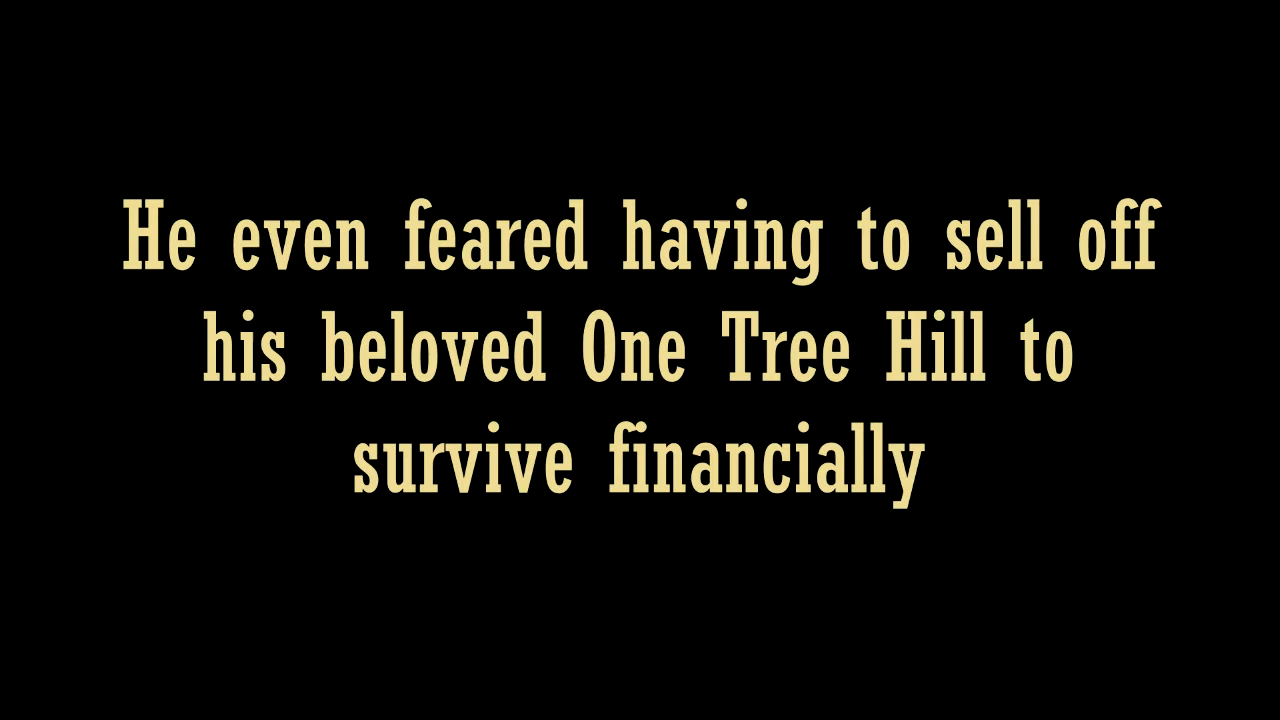 He even feared having to sell off
his beloved One Tree Hill to
survive financially